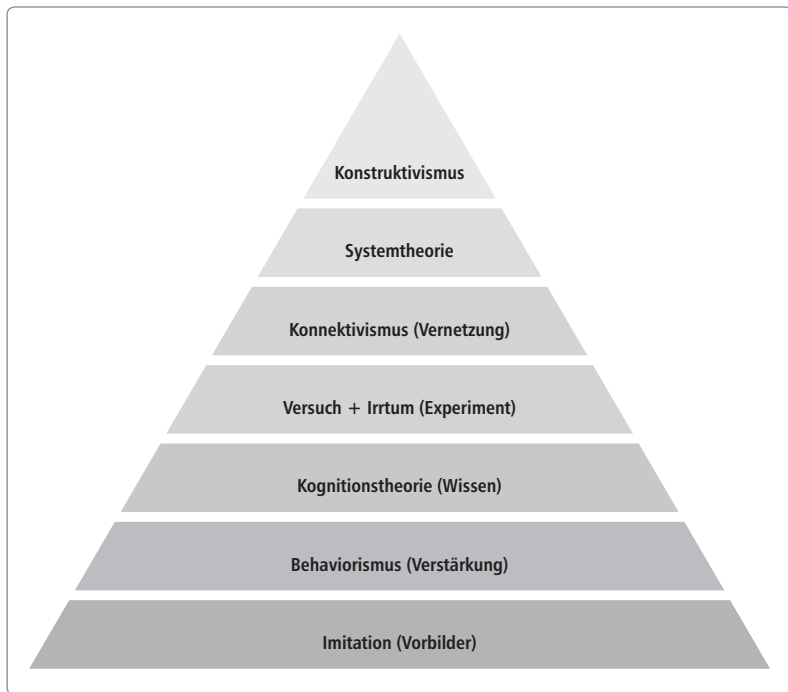 Konstruktivismus
Systemtheorie
Konnektivismus (Vernetzung)
Versuch + Irrtum (Experiment)
Kognitionstheorie (Wissen)
Behaviorismus (Verstärkung)
Imitation (Vorbilder)